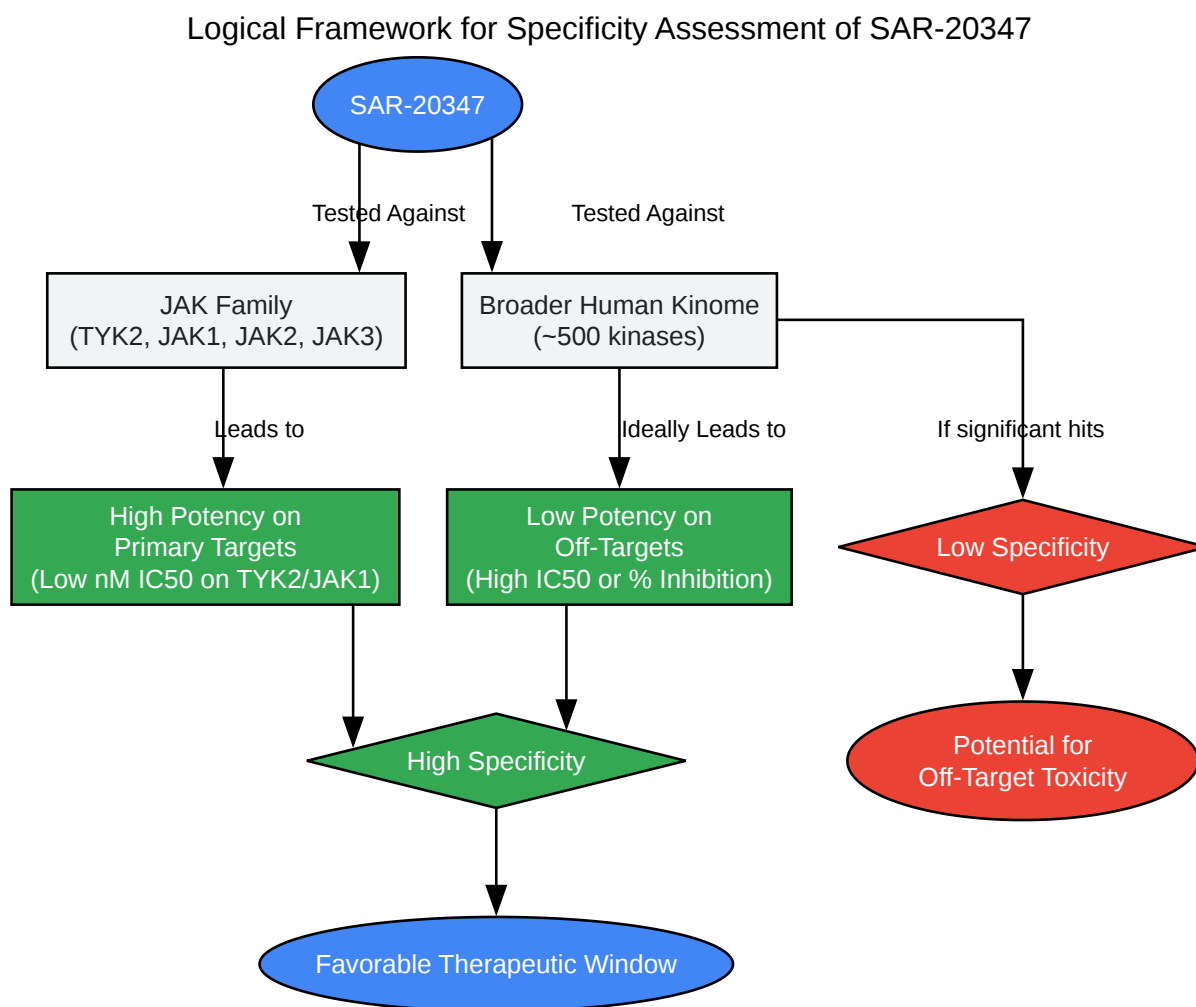 Logical Framework for Specificity Assessment of SAR-20347
SAR-20347
Tested Against
Tested Against
JAK Family
(TYK2, JAK1, JAK2, JAK3)
Broader Human Kinome
(~500 kinases)
Leads to
Ideally Leads to
If significant hits
High Potency on
Primary Targets
(Low nM IC50 on TYK2/JAK1)
Low Potency on
Off-Targets
(High IC50 or % Inhibition)
Low Specificity
High Specificity
Potential for
Off-Target Toxicity
Favorable Therapeutic Window